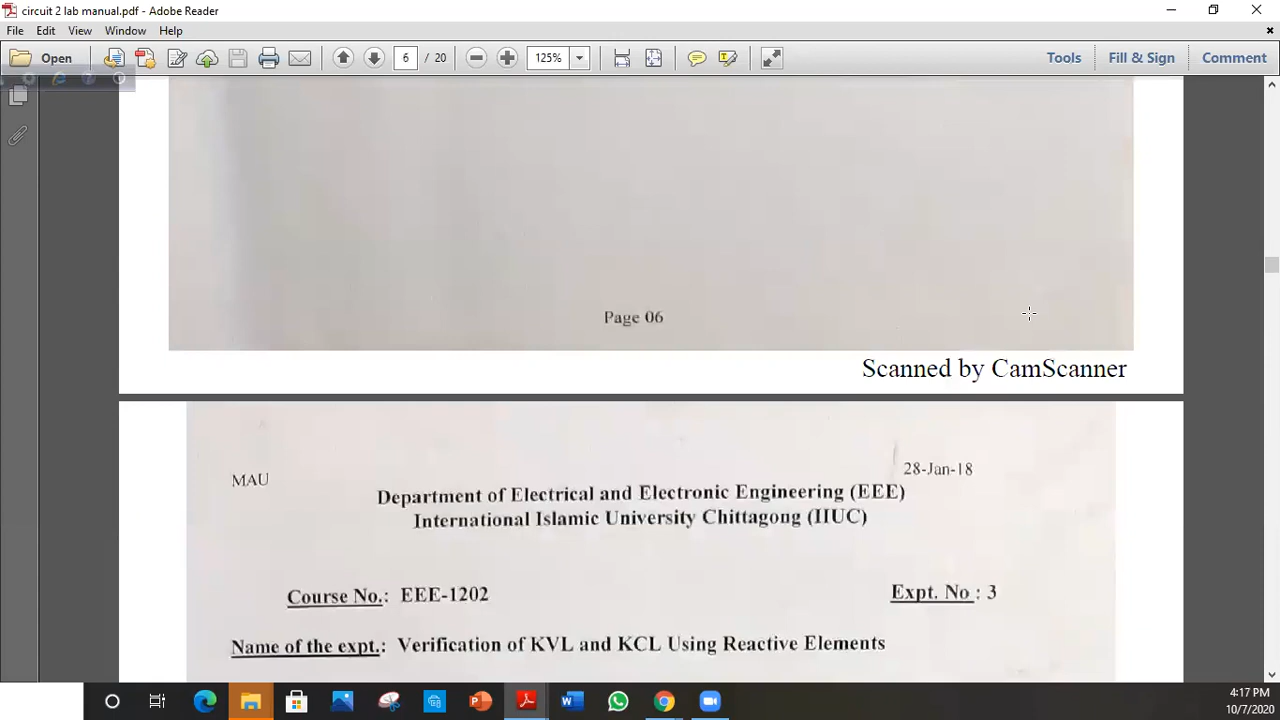 circuit 2 lab manual.pdf - Adobe Reader
File Edit View Window Help
Open 6 / 20 125% Tools Fill & Sign Comment
Page 06
Scanned by CamScanner
MAU 28-Jan-18
Department of Electrical and Electronic Engineering (EEE)
International Islamic University Chittagong (IIUC)
Course No.: EEE-1202 Expt. No : 3
Name of the expt.: Verification of KVL and KCL Using Reactive Elements
4:17 PM
10/7/2020